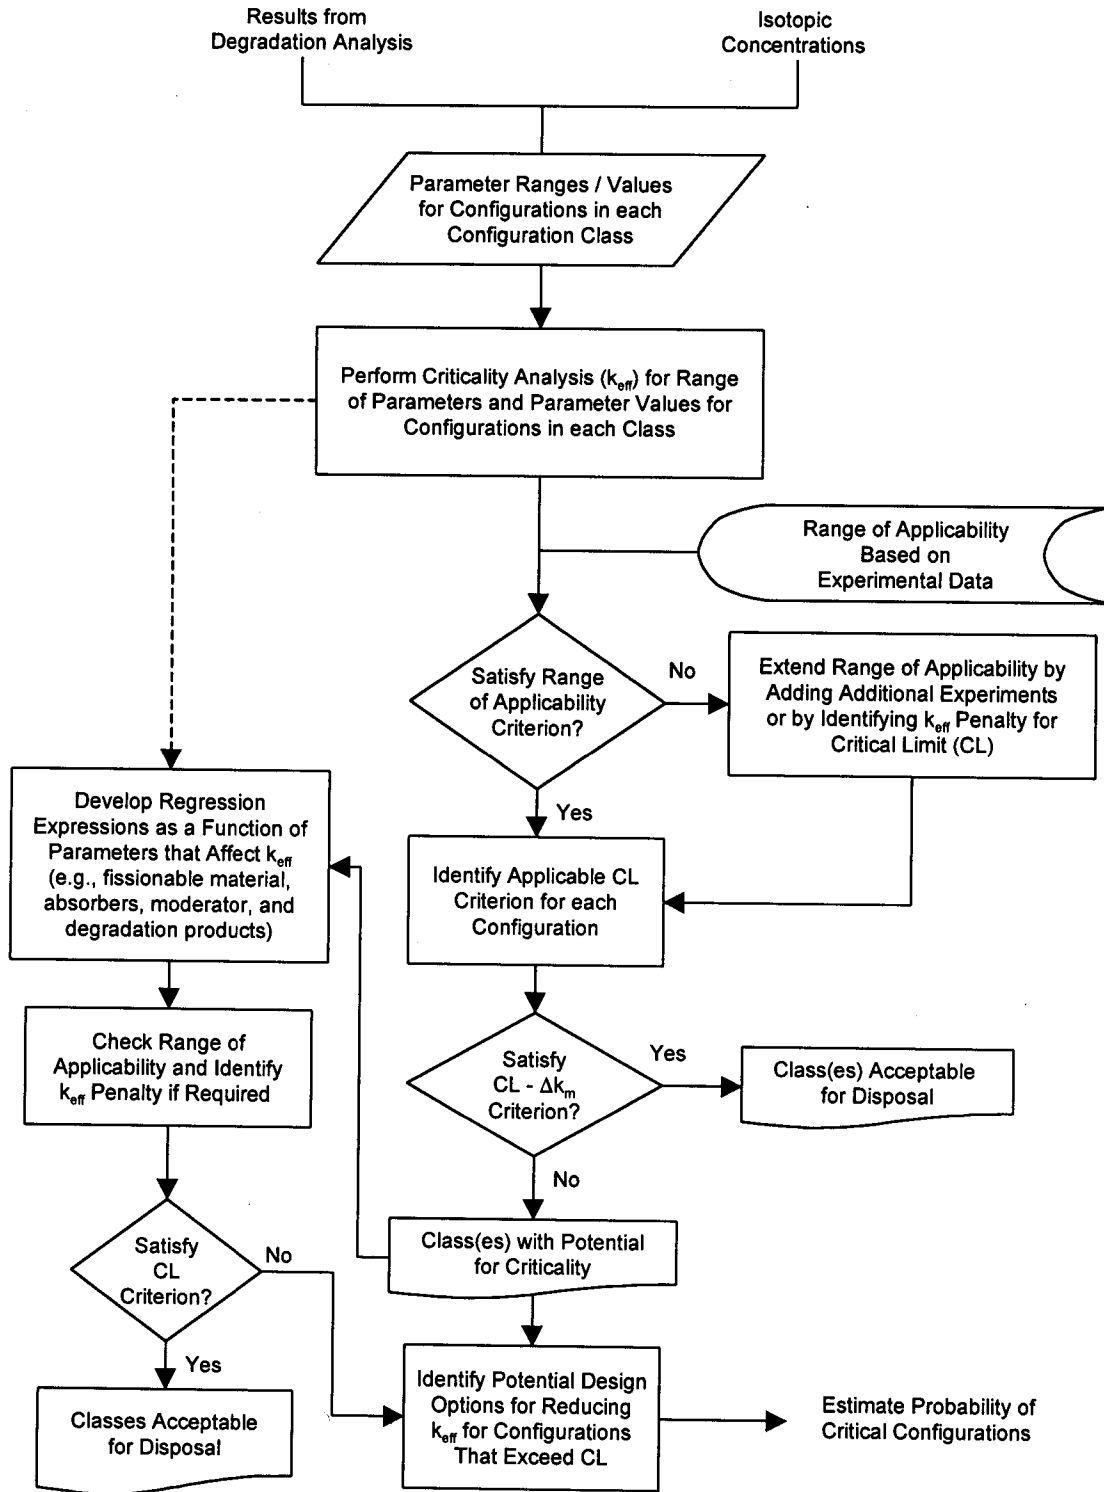 Results from
Degradation Analysis
Isotopic
Concentrations
Parameter Ranges / Values
for Configurations in each
Configuration Class
Perform Criticality Analysis (keff) for Range
of Parameters and Parameter Values for
Configurations in each Class
Range of Applicability
Based on
Experimental Data
Satisfy Range
of Applicability
Criterion?
No
Extend Range of Applicability by
Adding Additional Experiments
or by Identifying keff Penalty for
Critical Limit (CL)
Yes
Develop Regression
Expressions as a Function of
Parameters that Affect keff
(e.g., fissionable material,
absorbers, moderator, and
degradation products)
Identify Applicable CL
Criterion for each
Configuration
Check Range of
Applicability and Identify
keff Penalty if Required
Satisfy
CL - Δkm
Criterion?
Yes
Class(es) Acceptable
for Disposal
No
Class(es) with Potential
for Criticality
Satisfy
CL
Criterion?
No
Yes
Classes Acceptable
for Disposal
Identify Potential Design
Options for Reducing
keff for Configurations
That Exceed CL
Estimate Probability of
Critical Configurations